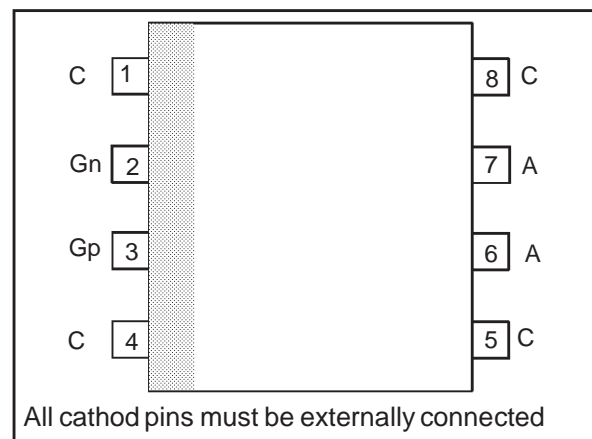 C 1 8 C
Gn 2 7 A
Gp 3 6 A
C 4 5 C
All cathod pins must be externally connected